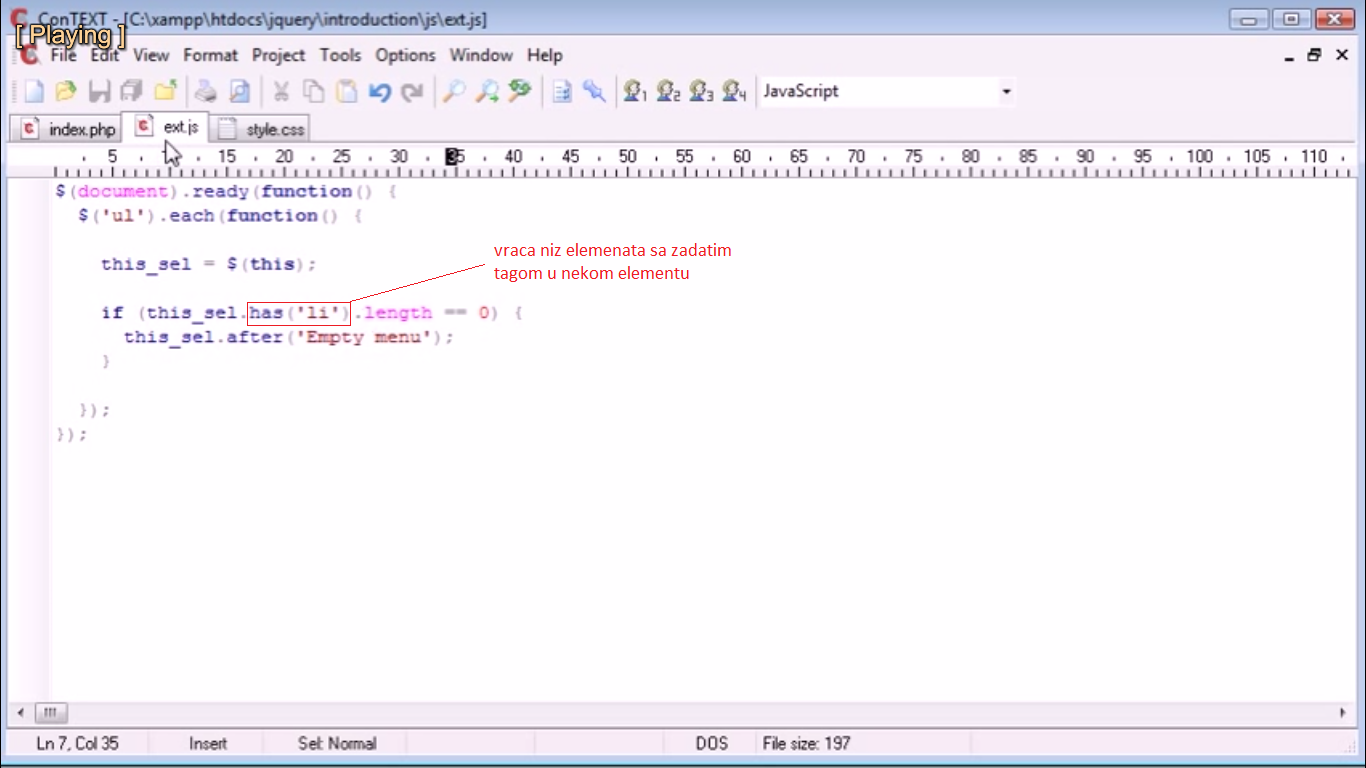 ConTEXT - [C:\xampp\htdocs\jquery\introduction\js\ext.js]
[ Playing ]
File Edit View Format Project Tools Options Window Help
1 2 3 4 JavaScript
index.php ext.js style.css
5 15 20 25 30 35 40 45 50 55 60 65 70 75 80 85 90 95 100 105 110
$(document).ready(function() {
$('ul').each(function() {
this_sel = $(this);
vraca niz elemenata sa zadatim
tagom u nekom elementu
if (this_sel.has('li').length == 0) {
this_sel.after('Empty menu');
}
});
});
Ln 7, Col 35 Insert Sel: Normal DOS File size: 197